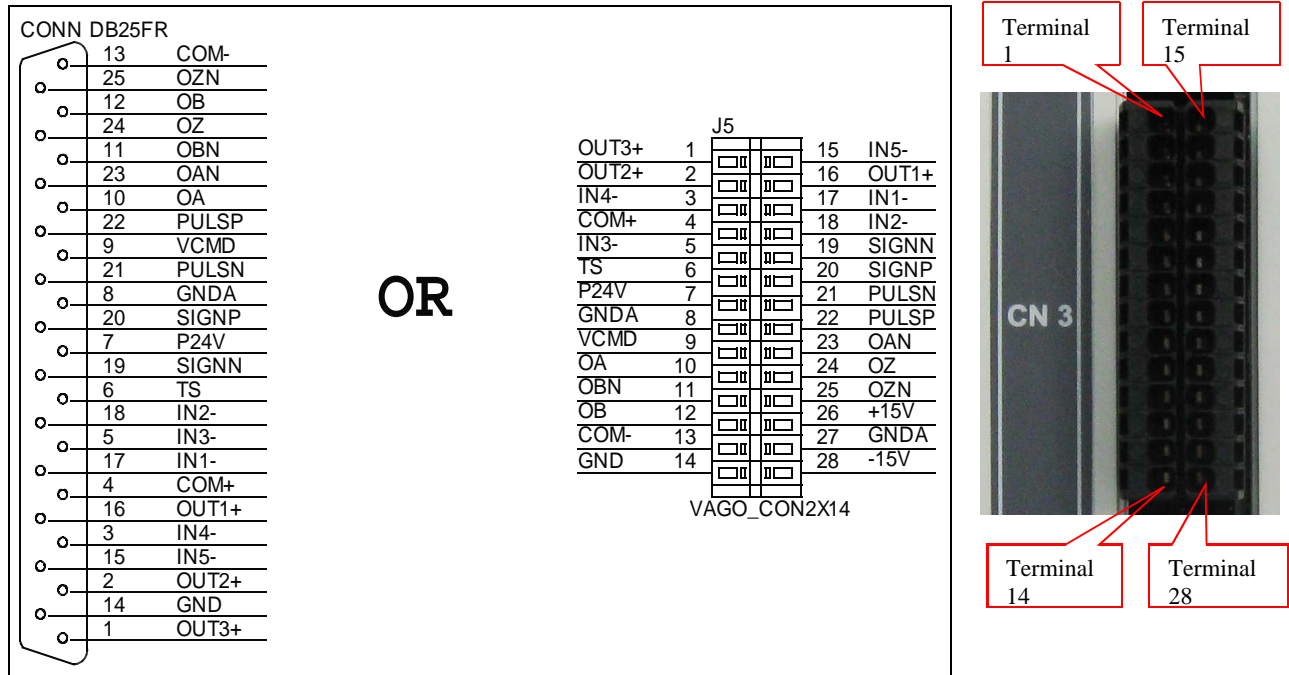 CONN DB25FR
13 COM-
25 OZN
12 OB
24 OZ
11 OBN
23 OAN
10 OA
22 PULSP
9 VCMD
21 PULSN
8 GNDA
20 SIGNP
7 P24V
19 SIGNN
6 TS
18 IN2-
5 IN3-
17 IN1-
4 COM+
16 OUT1+
3 IN4-
15 IN5-
2 OUT2+
14 GND
1 OUT3+
OR
J5
OUT3+ 1 15 IN5-
OUT2+ 2 16 OUT1+
IN4- 3 17 IN1-
COM+ 4 18 IN2-
IN3- 5 19 SIGNN
TS 6 20 SIGNP
P24V 7 21 PULSN
GNDA 8 22 PULSP
VCMD 9 23 OAN
OA 10 24 OZ
OBN 11 25 OZN
OB 12 26 +15V
COM- 13 27 GNDA
GND 14 28 -15V
VAGO_CON2X14
Terminal
1
Terminal
15
CN 3
Terminal
14
Terminal
28